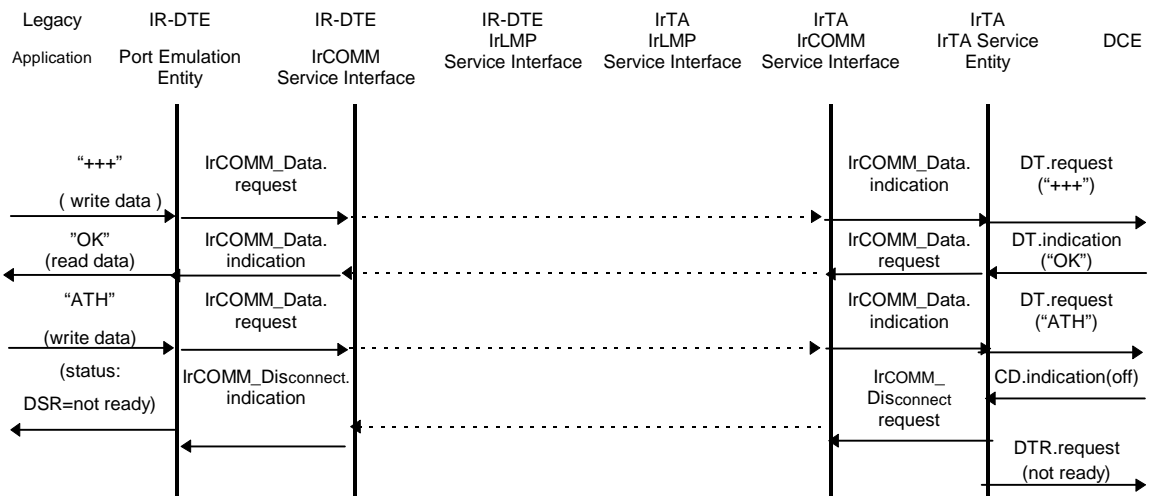 Legacy
Application
IR-DTE
Port Emulation
Entity
IR-DTE
IrCOMM
Service Interface
IR-DTE
IrLMP
Service Interface
IrTA
IrLMP
Service Interface
IrTA
IrCOMM
Service Interface
IrTA
IrTA Service
Entity
DCE
“+++”
( write data )
IrCOMM_Data.
request
IrCOMM_Data.
indication
DT.request
(“+++”)
”OK”
(read data)
IrCOMM_Data.
indication
IrCOMM_Data.
request
DT.indication
(“OK”)
“ATH”
(write data)
IrCOMM_Data.
request
IrCOMM_Data.
indication
DT.request
(“ATH”)
(status:
DSR=not ready)
IrCOMM_Disconnect.
indication
IrCOMM_
Disconnect
request
CD.indication(off)
DTR.request
(not ready)